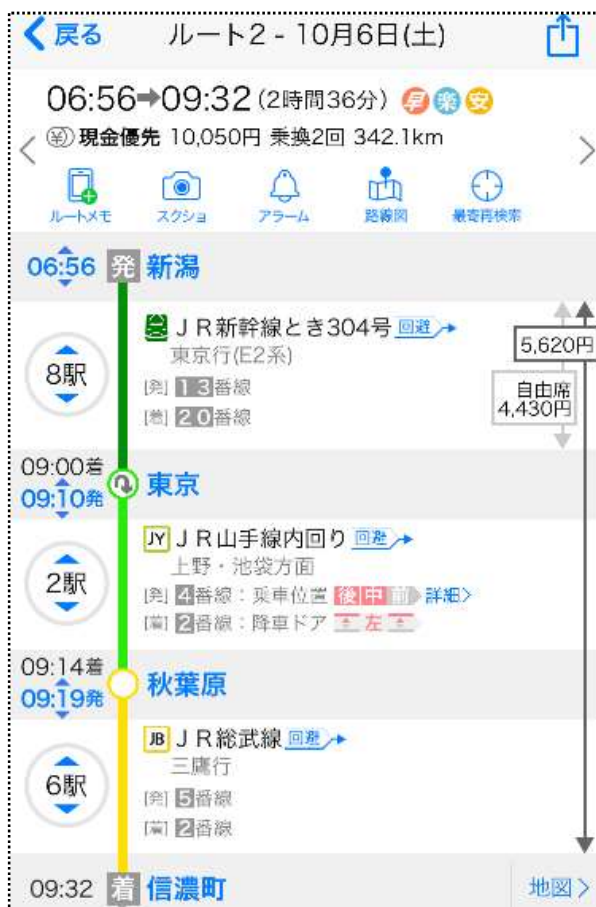 戻る ルート2 - 10月6日(土)
06:56➡09:32 (2時間36分) 早 楽 安
¥ 現金優先 10,050円 乗換2回 342.1km
ルートメモ スクショ アラーム 路線図 最寄再検索
06:56 発 新潟
ＪＲ新幹線とき304号 回避
東京行(E2系)
8駅
[発] 13番線
[着] 20番線
5,620円
自由席
4,430円
09:00着
09:10発
東京
JY ＪＲ山手線内回り 回避
上野・池袋方面
2駅
[発] 4番線：乗車位置 後 中 前 詳細>
[着] 2番線：降車ドア 左
09:14着
09:19発
秋葉原
JB ＪＲ総武線 回避
三鷹行
6駅
[発] 5番線
[着] 2番線
09:32 着 信濃町 地図>